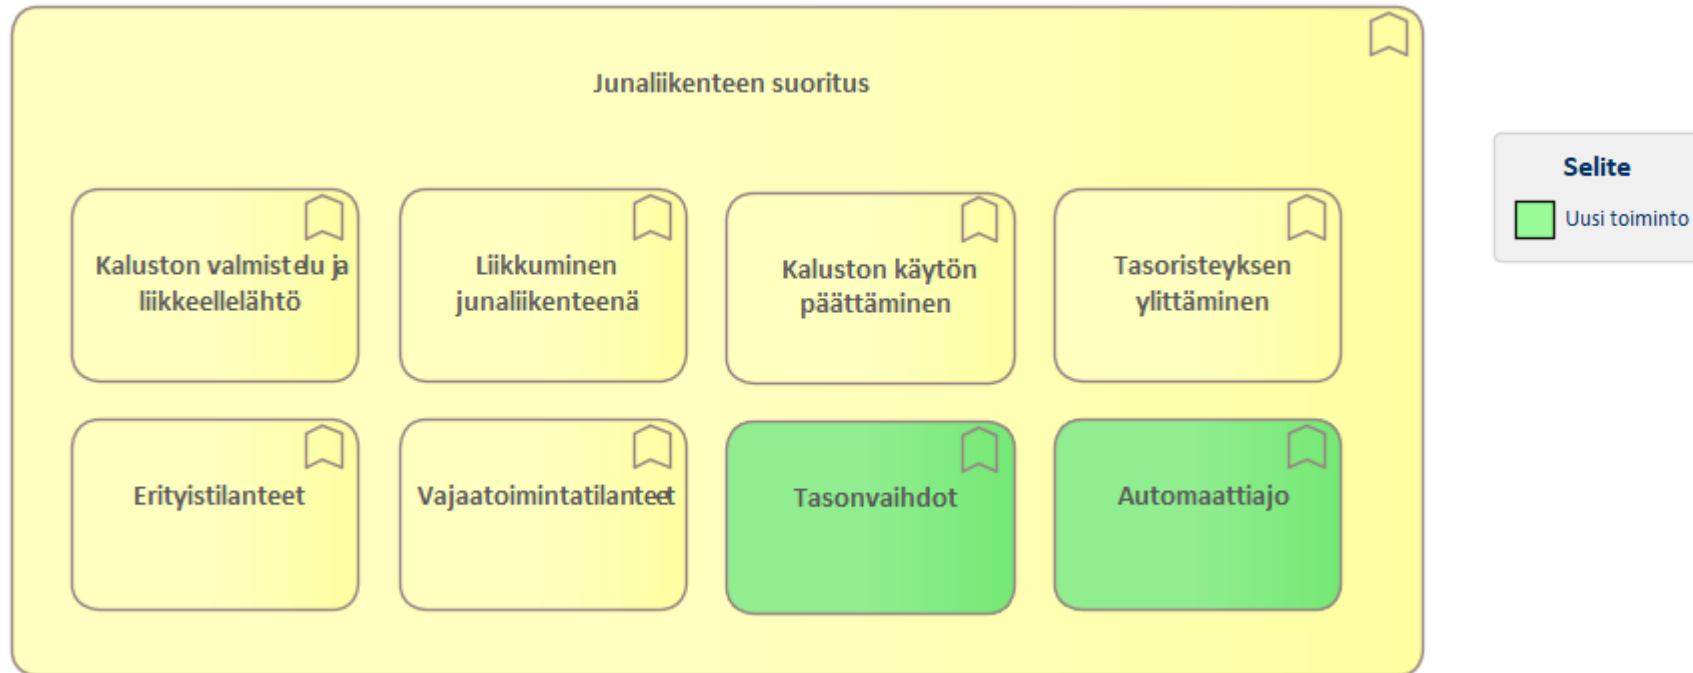 Junaliikenteen suoritus
Selite
Uusi toiminto
Kaluston valmistelu ja
liikkeellelähtö
Liikkuminen
junaliikenteenä
Kaluston käytön
päättäminen
Tasoristeyksen
ylittäminen
Erityistilanteet
Vajaatoimintatilanteet
Tasonvaihdot
Automaattiajo